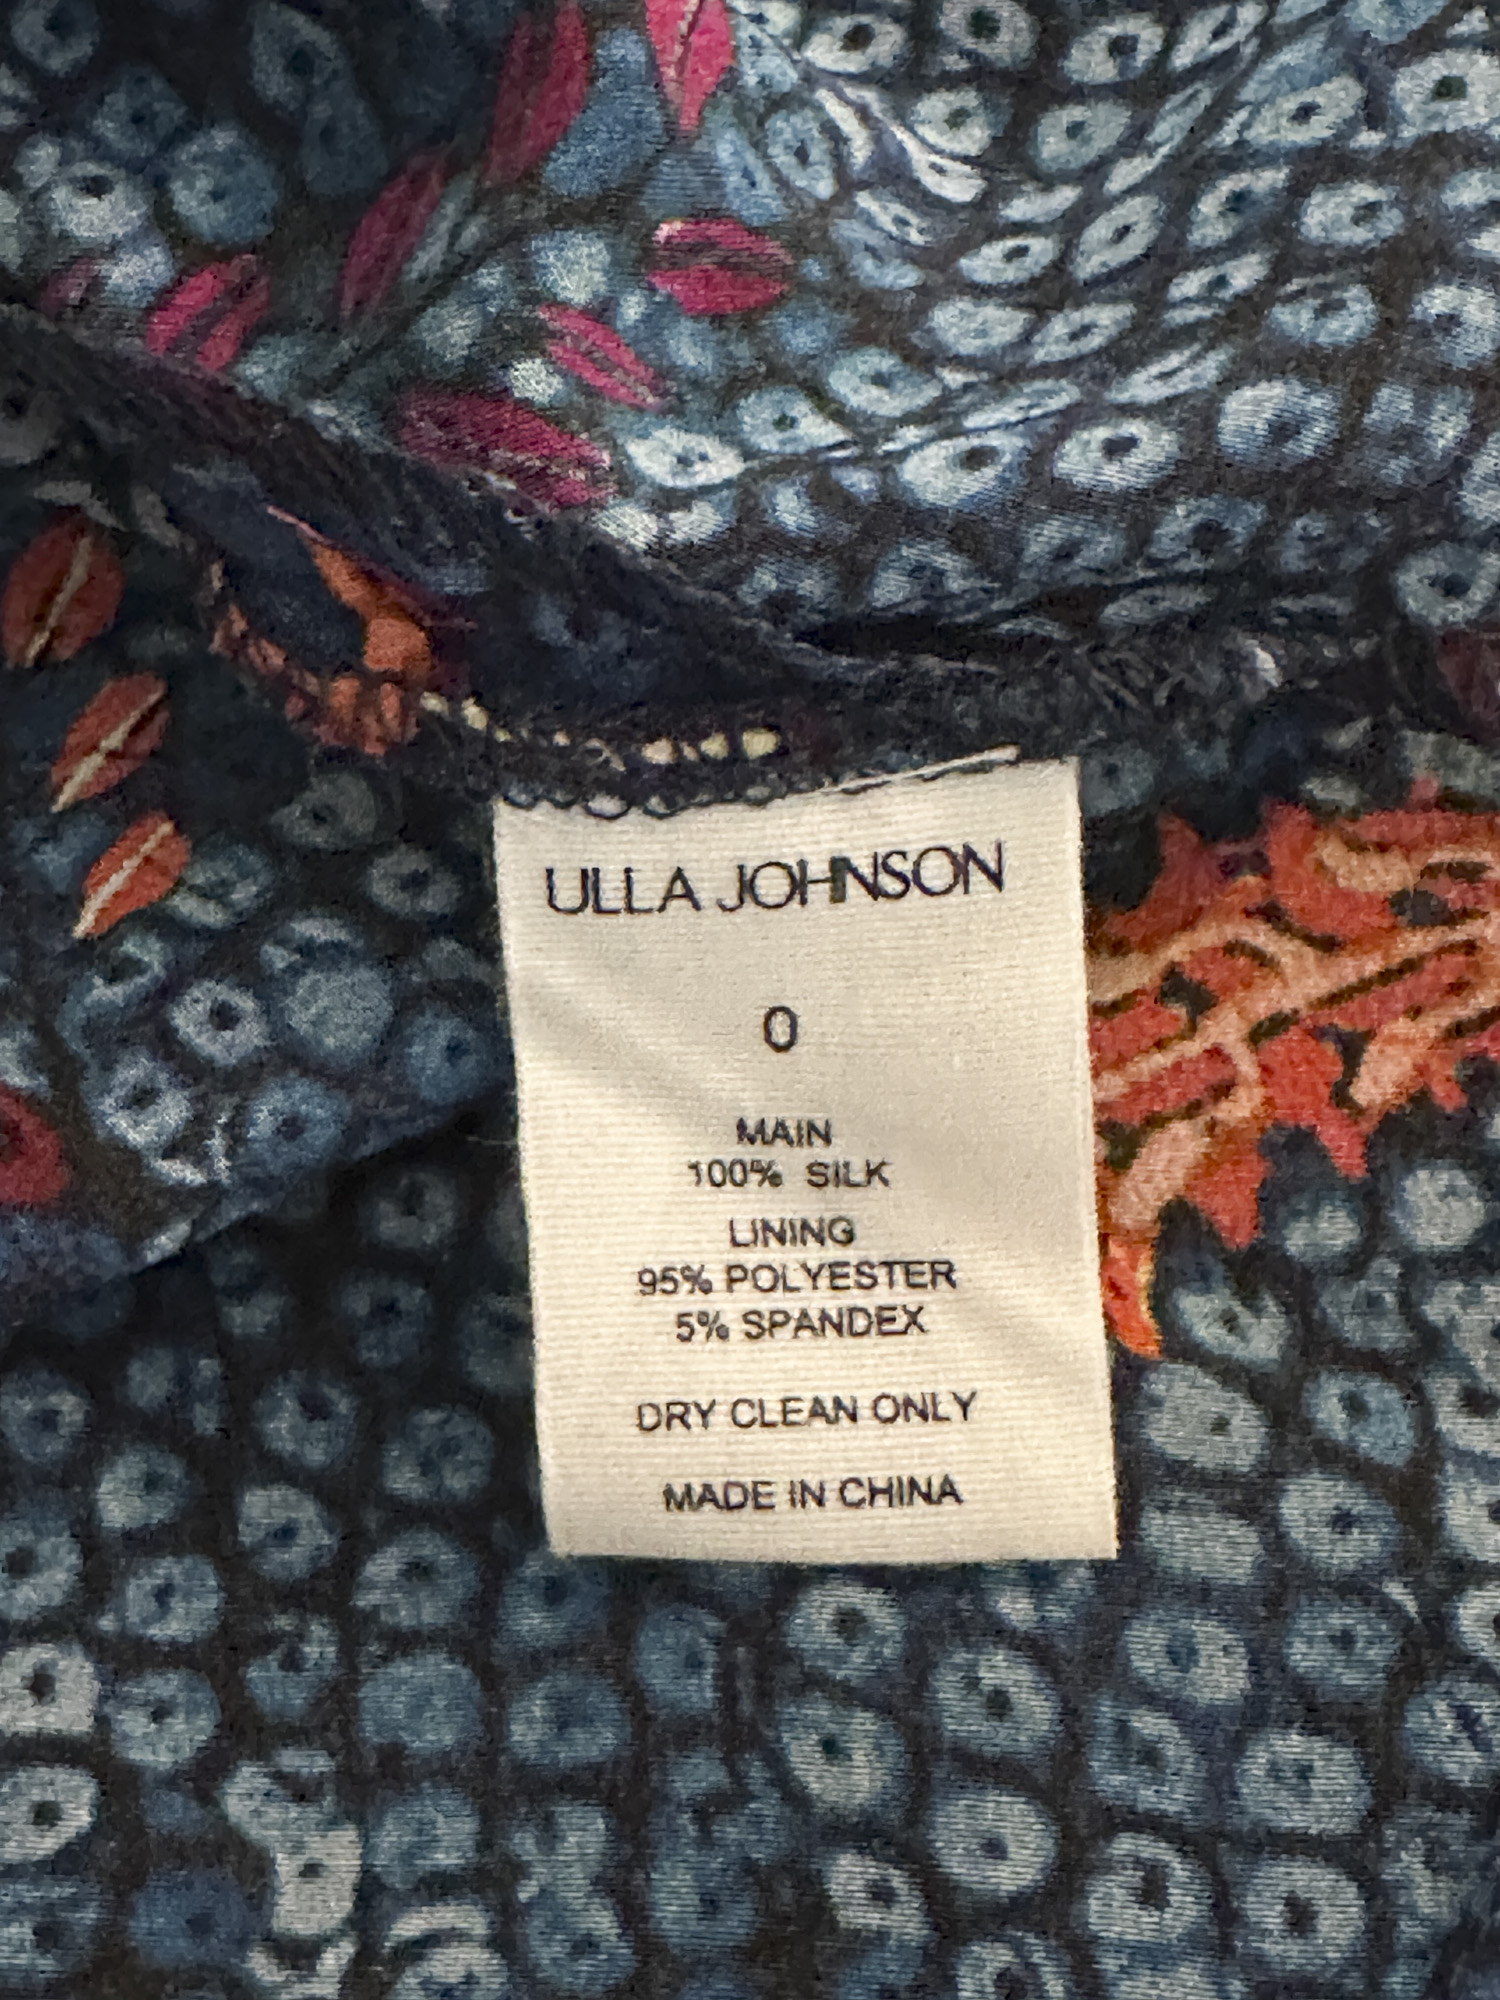 ULLA JOHNSON
0
MAIN
100% SILK
LINING
95% POLYESTER
5% SPANDEX
DRY CLEAN ONLY
MADE IN CHINA